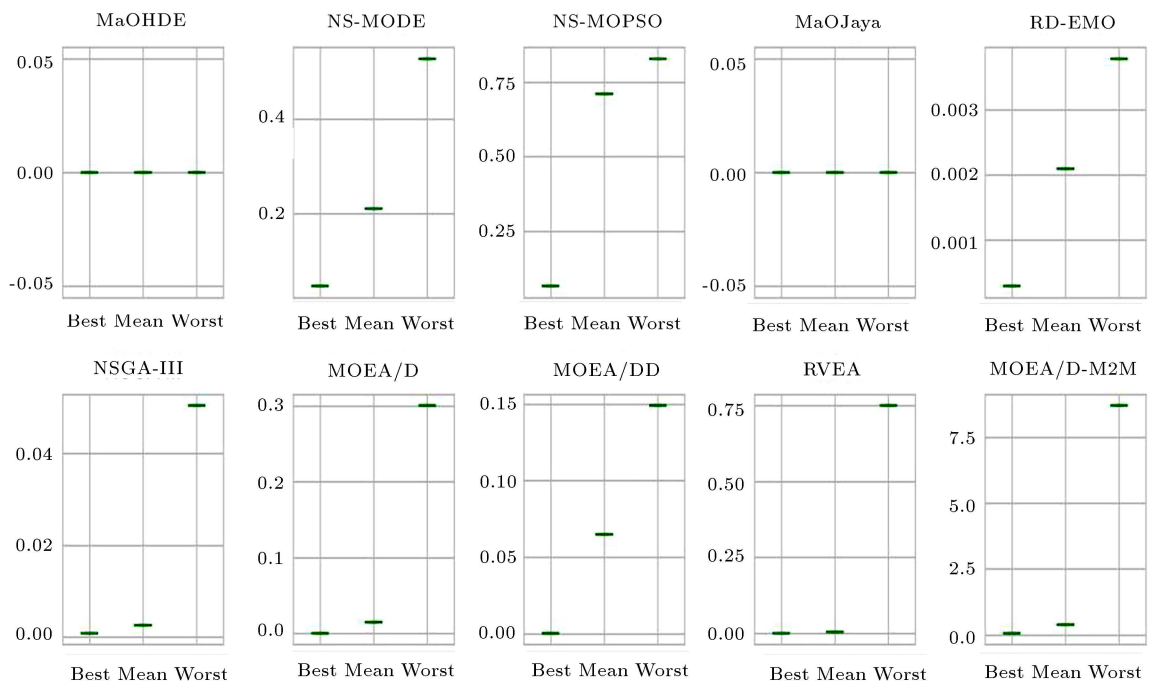 MaOHDE NS-MODE NS-MOPSO MaOJaya RD-EMO
0.05
0.00
-0.05
Best Mean Worst
0.4
0.2
Best Mean Worst
0.75
0.50
0.25
Best Mean Worst
0.05
0.00
-0.05
Best Mean Worst
0.003
0.002
0.001
Best Mean Worst
NSGA-III MOEA/D MOEA/DD RVEA MOEA/D-M2M
0.04
0.02
0.00
Best Mean Worst
0.3
0.2
0.1
0.0
Best Mean Worst
0.15
0.10
0.05
0.00
Best Mean Worst
0.75
0.50
0.25
0.00
Best Mean Worst
7.5
5.0
2.5
0.0
Best Mean Worst